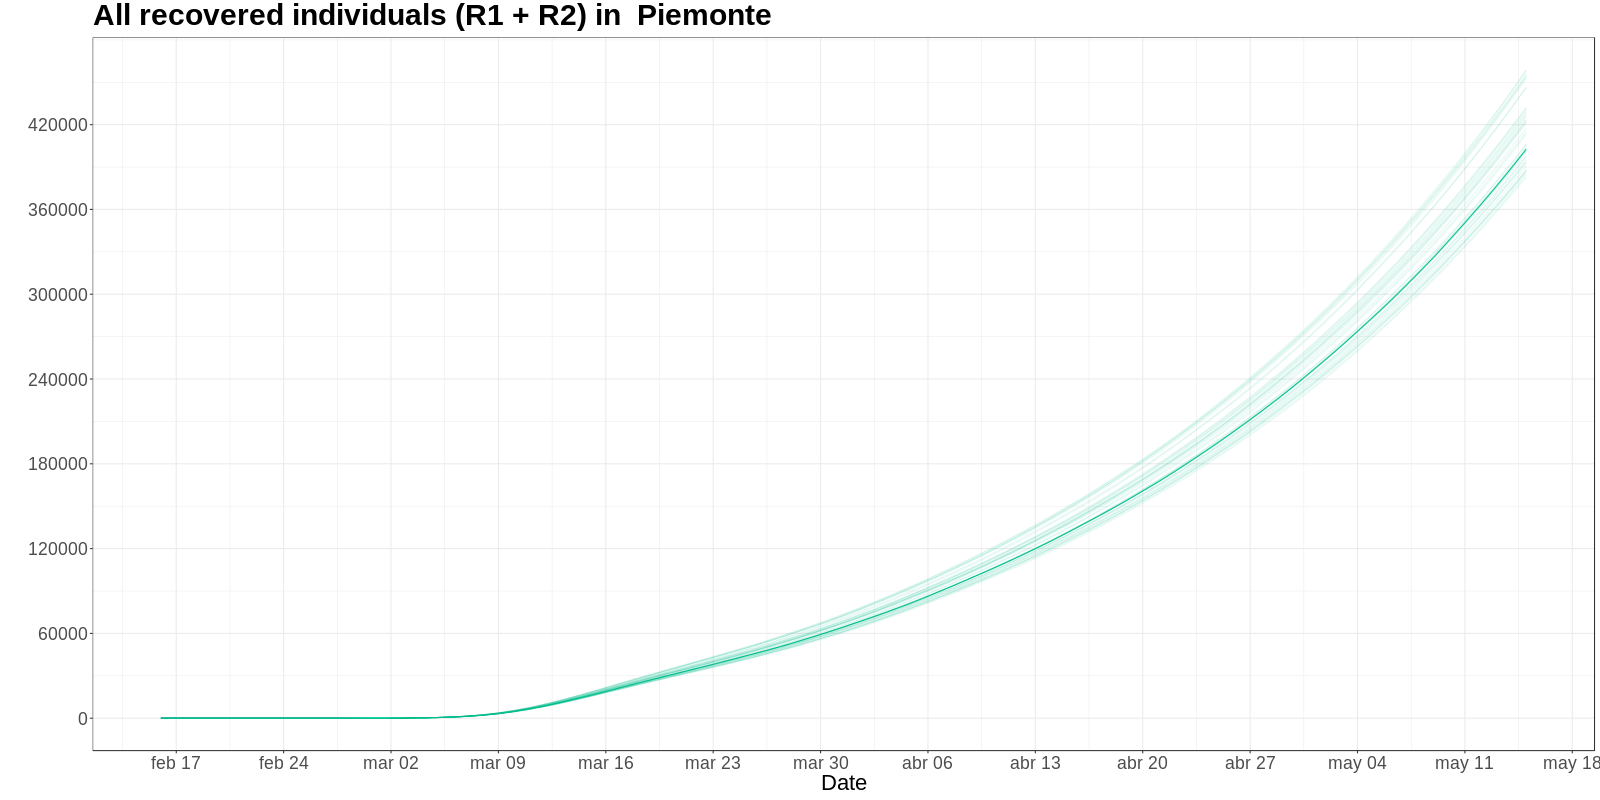 All recovered individuals (R1 + R2) in  Piemonte
420000
360000
300000
240000
180000
120000
60000
0
feb 17 feb 24 mar 02 mar 09 mar 16 mar 23 mar 30 abr 06 abr 13 abr 20 abr 27 may 04 may 11 may 18
Date